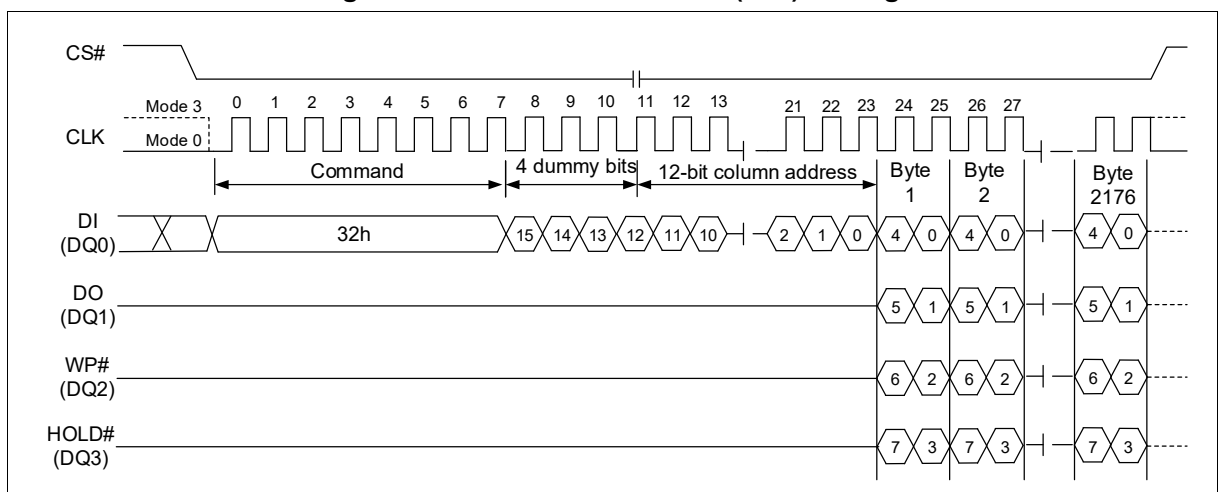 CS#
Mode 3 0 1 2 3 4 5 6 7 8 9 10 11 12 13 21 22 23 24 25 26 27
CLK Mode 0
Command 4 dummy bits 12-bit column address Byte 1 Byte 2 Byte 2176
DI (DQ0) 32h 15 14 13 12 11 10 2 1 0 4 0 4 0 4 0
DO (DQ1) 5 1 5 1 5 1
WP# (DQ2) 6 2 6 2 6 2
HOLD# (DQ3) 7 3 7 3 7 3